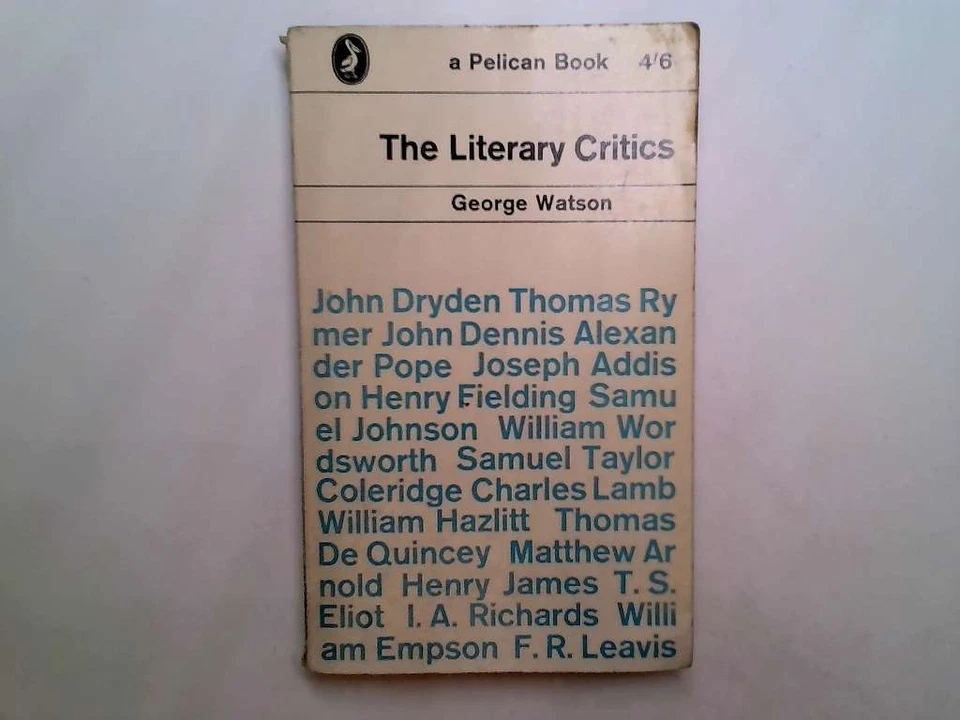 a Pelican Book 4'6
The Literary Critics
George Watson
John Dryden Thomas Ry
mer John Dennis Alexan
der Pope Joseph Addis
on Henry Fielding Samu
el Johnson William Wor
dsworth Samuel Taylor
Coleridge Charles Lamb
William Hazlitt Thomas
De Quincey Matthew Ar
nold Henry James T. S.
Eliot I. A. Richards Willi
am Empson F. R. Leavis